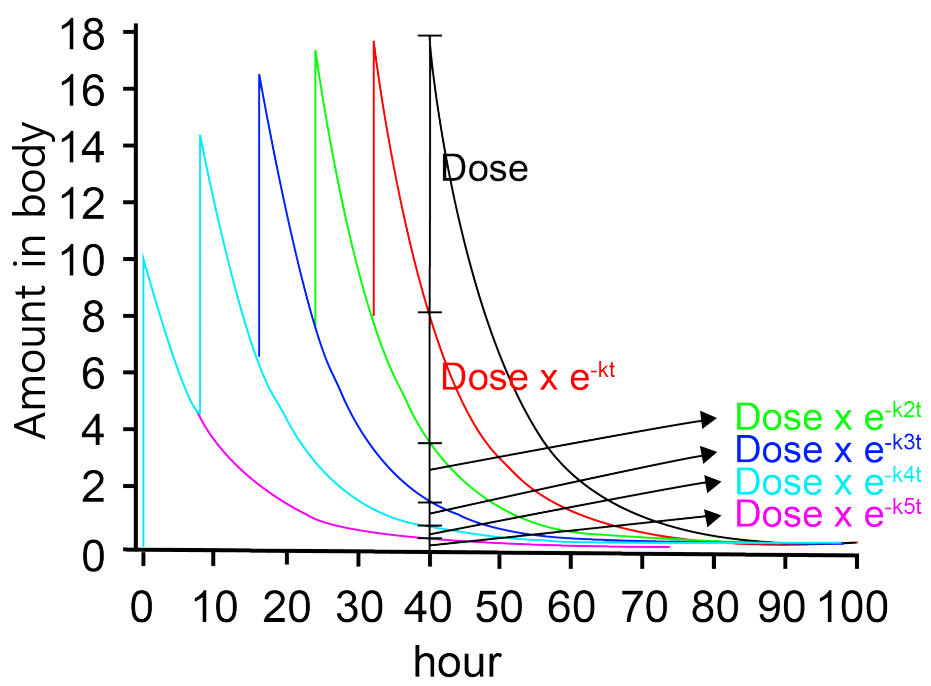 18
16
14
12
10
8
6
4
2
0
Amount in body
Dose
Dose x e-kt
Dose x e-k2t
Dose x e-k3t
Dose x e-k4t
Dose x e-k5t
0 10 20 30 40 50 60 70 80 90 100
hour